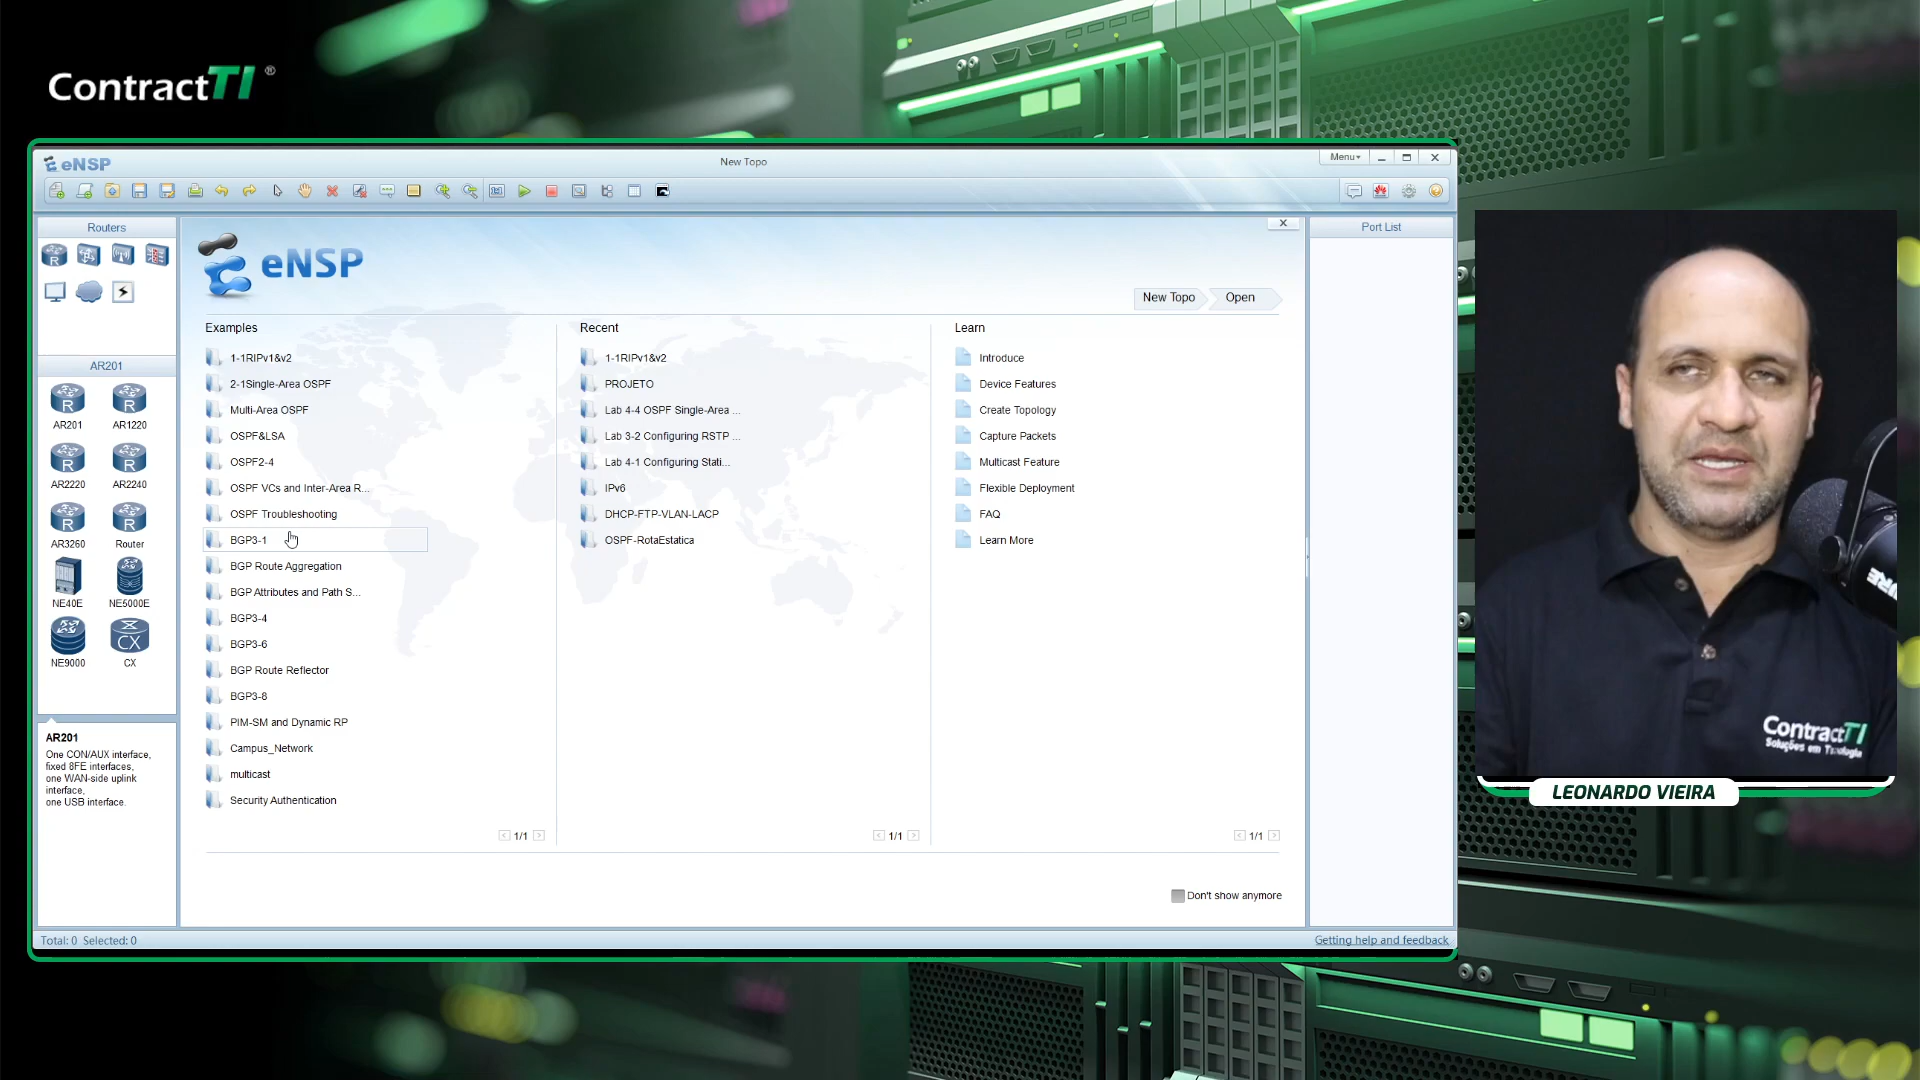 ContractTI ®
eNSP
New Topo
Menu
Routers
R
AR201
R
R
AR201
AR1220
R
R
AR2220
AR2240
R
R
AR3260
Router
NE40E
NE5000E
CX
NE9000
CX
AR201
One CON/AUX interface,
fixed 8FE interfaces,
one WAN-side uplink
interface,
one USB interface.
eNSP
New Topo
Open
Examples
1-1RIPv1&v2
2-1Single-Area OSPF
Multi-Area OSPF
OSPF&LSA
OSPF2-4
OSPF VCs and Inter-Area R...
OSPF Troubleshooting
BGP3-1
BGP Route Aggregation
BGP Attributes and Path S...
BGP3-4
BGP3-6
BGP Route Reflector
BGP3-8
PIM-SM and Dynamic RP
Campus_Network
multicast
Security Authentication
1/1
Recent
1-1RIPv1&v2
PROJETO
Lab 4-4 OSPF Single-Area ...
Lab 3-2 Configuring RSTP ...
Lab 4-1 Configuring Stati...
IPv6
DHCP-FTP-VLAN-LACP
OSPF-RotaEstatica
1/1
Learn
Introduce
Device Features
Create Topology
Capture Packets
Multicast Feature
Flexible Deployment
FAQ
Learn More
1/1
Don't show anymore
Port List
Total: 0 Selected: 0
Getting help and feedback
ContractTI
Soluções em
LEONARDO VIEIRA